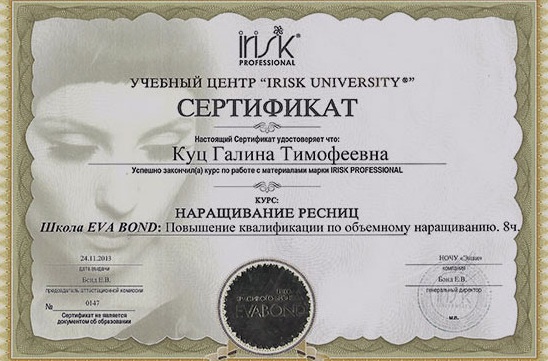 irisk®
PROFESSIONAL
УЧЕБНЫЙ ЦЕНТР "IRISK UNIVERSITY®"
СЕРТИФИКАТ
Настоящий Сертификат удостоверяет что:
Куц Галина Тимофеевна
Успешно закончил(а) курс по работе с материалами марки IRISK PROFESSIONAL
КУРС:
НАРАЩИВАНИЕ РЕСНИЦ
Школа EVA BOND: Повышение квалификации по объемному наращиванию. 8ч.
24.11.2013
дата выдачи
Бонд Е.В.
председатель аттестационной комиссии
№ 0147
Сертификат не является
документом об образовании
EVABOND
НОЧУ «Эвин»
компания
Бонд Е.В.
генеральный директор
м.п.